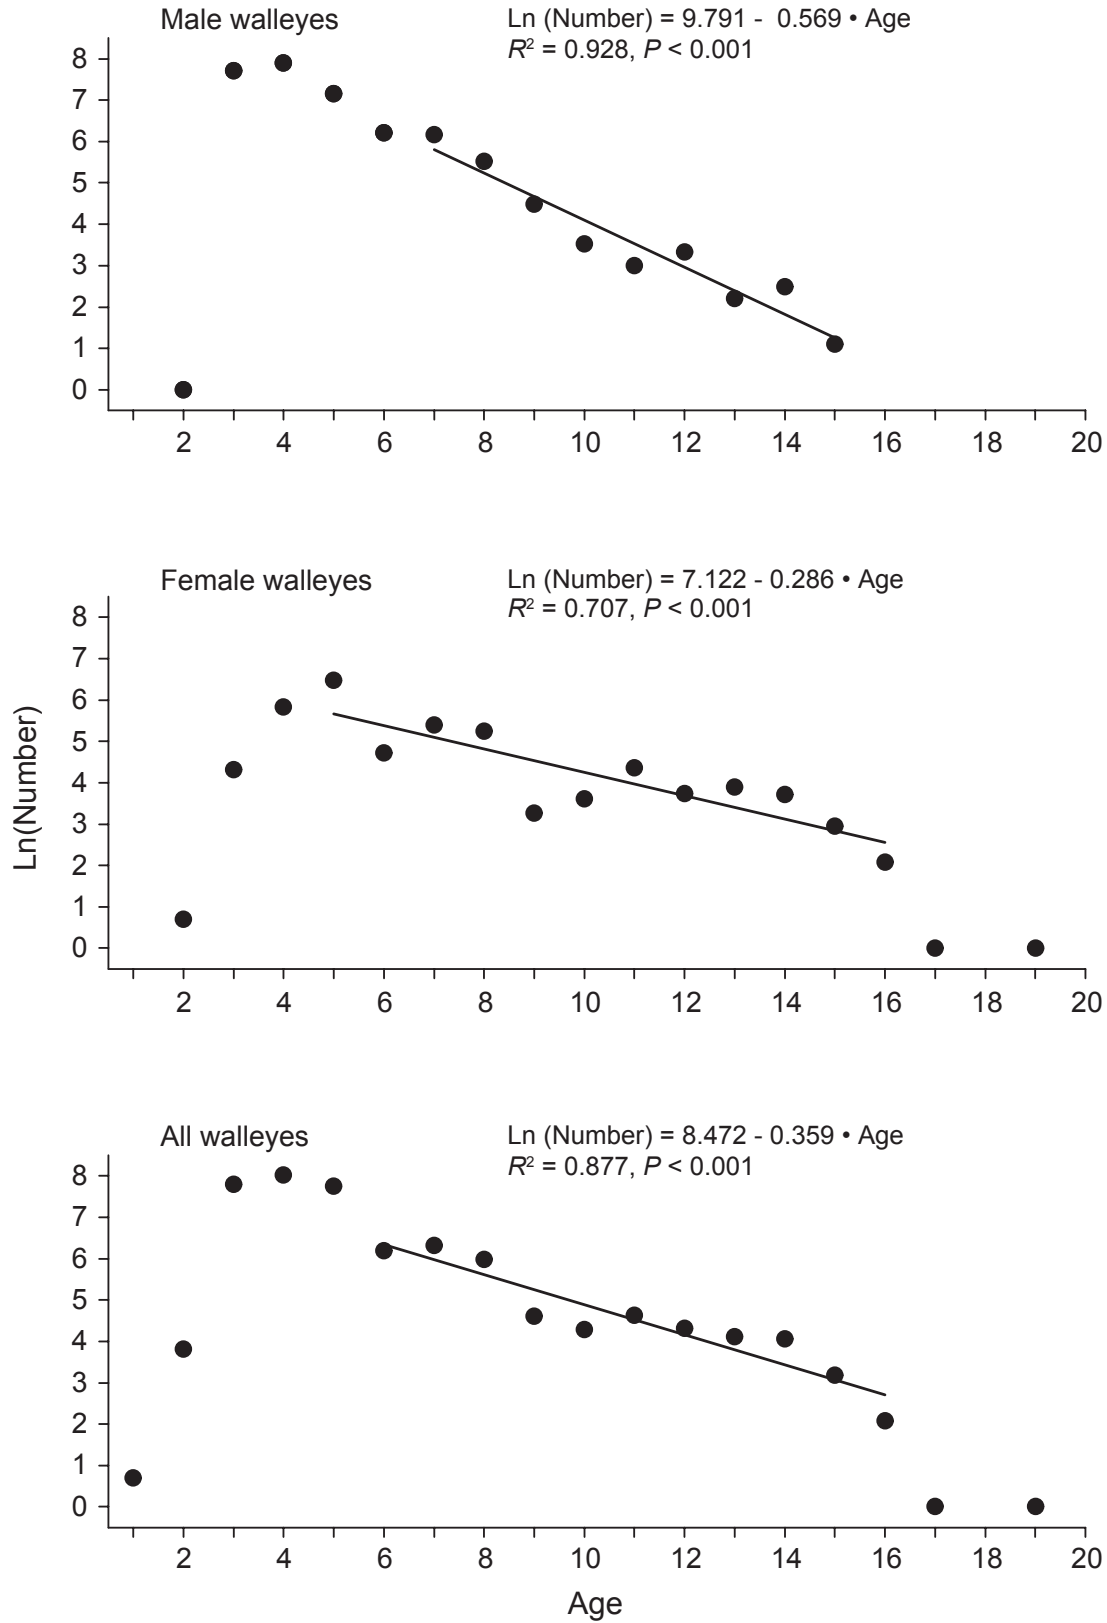 Male walleyes
Ln (Number) = 9.791 -  0.569 • Age
R² = 0.928, P < 0.001
8
7
6
5
4
3
2
1
0
2 4 6 8 10 12 14 16 18 20
Female walleyes
Ln (Number) = 7.122 - 0.286 • Age
R² = 0.707, P < 0.001
8
7
6
5
4
3
2
1
0
2 4 6 8 10 12 14 16 18 20
Ln(Number)
All walleyes
Ln (Number) = 8.472 - 0.359 • Age
R² = 0.877, P < 0.001
8
7
6
5
4
3
2
1
0
2 4 6 8 10 12 14 16 18 20
Age